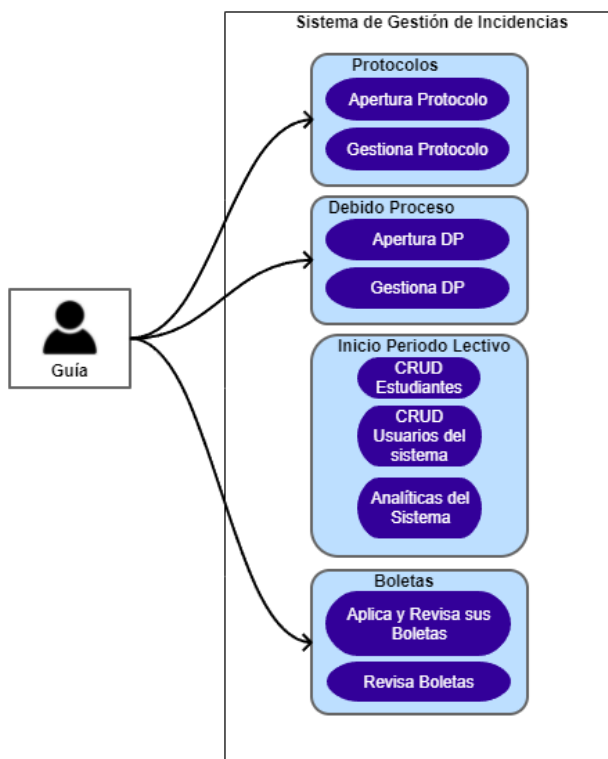 Sistema de Gestión de Incidencias
Protocolos
Apertura Protocolo
Gestiona Protocolo
Debido Proceso
Apertura DP
Gestiona DP
Guía
Inicio Periodo Lectivo
CRUD
Estudiantes
CRUD
Usuarios del
sistema
Analíticas del
Sistema
Boletas
Aplica y Revisa sus
Boletas
Revisa Boletas